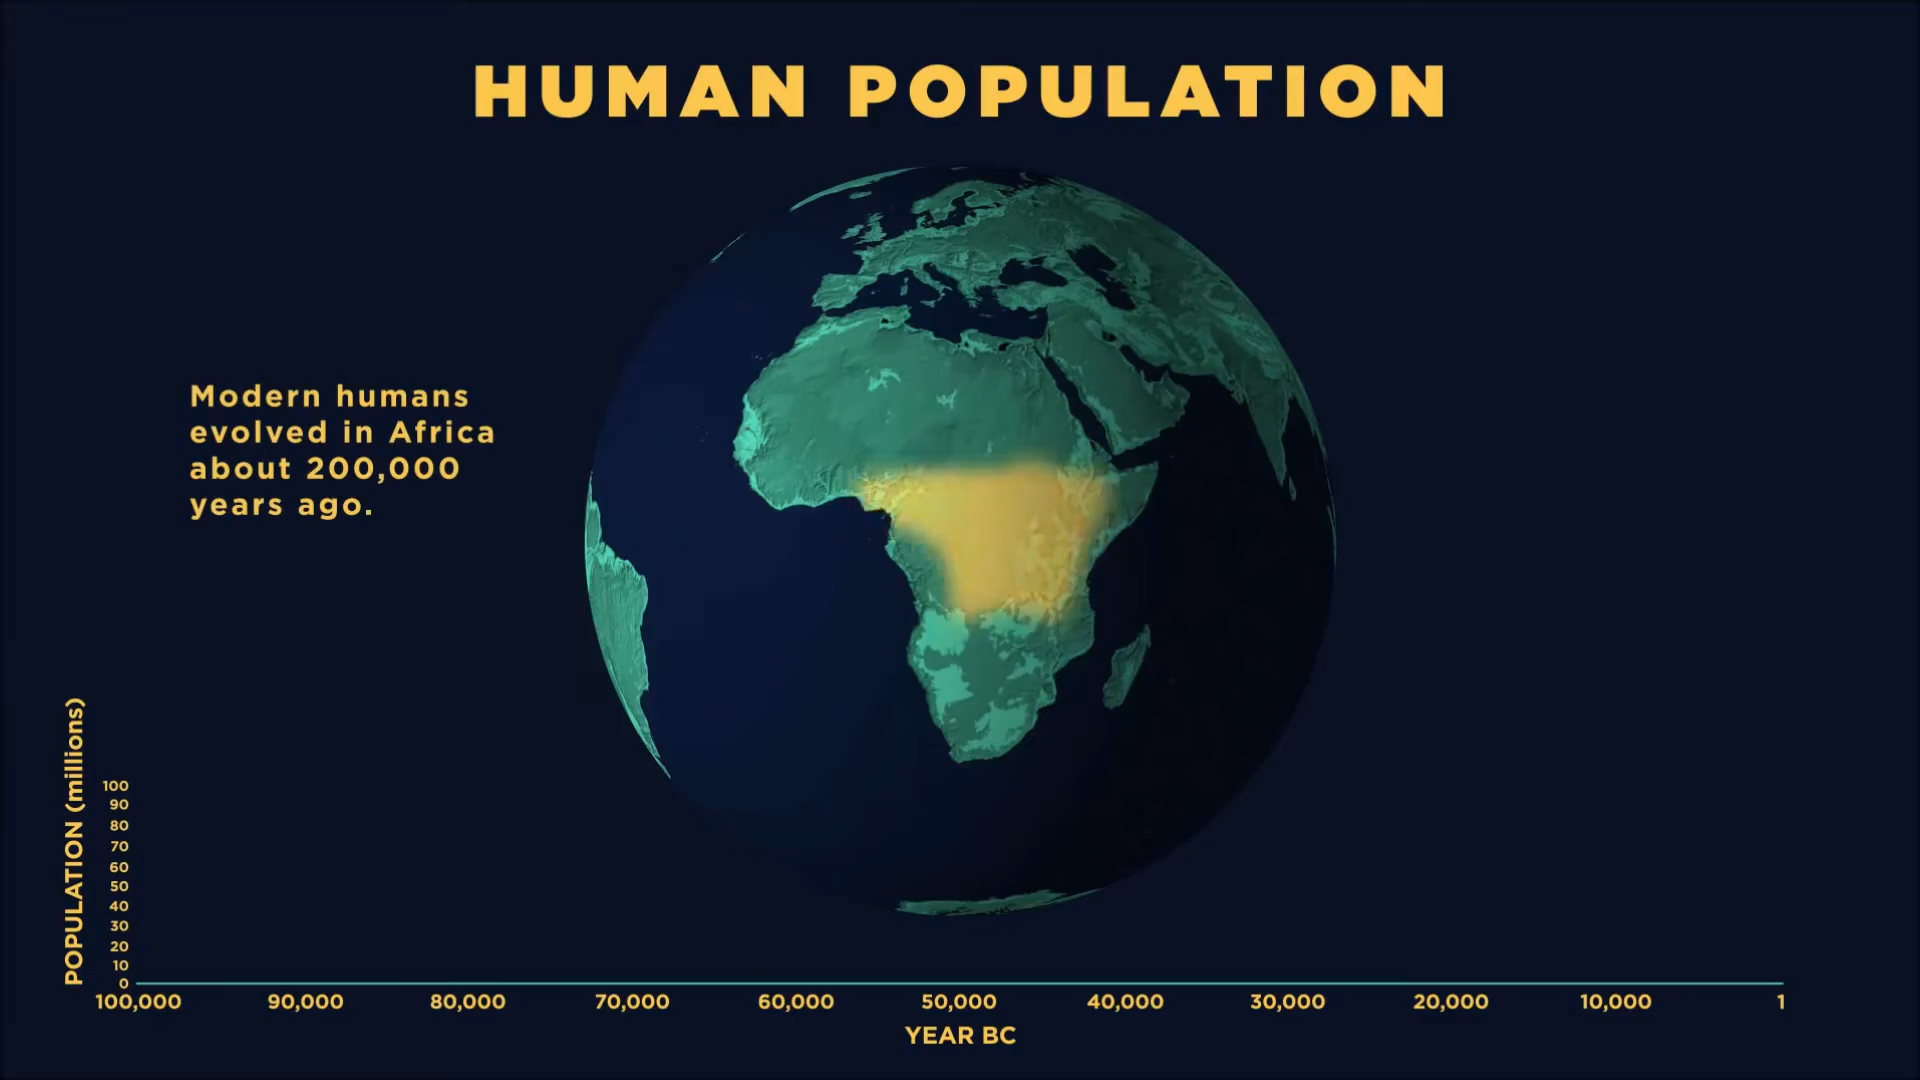 HUMAN POPULATION
Modern humans
evolved in Africa
about 200,000
years ago.
POPULATION (millions)
100
90
80
70
60
50
40
30
20
10
0
100,000 90,000 80,000 70,000 60,000 50,000 40,000 30,000 20,000 10,000 1
YEAR BC